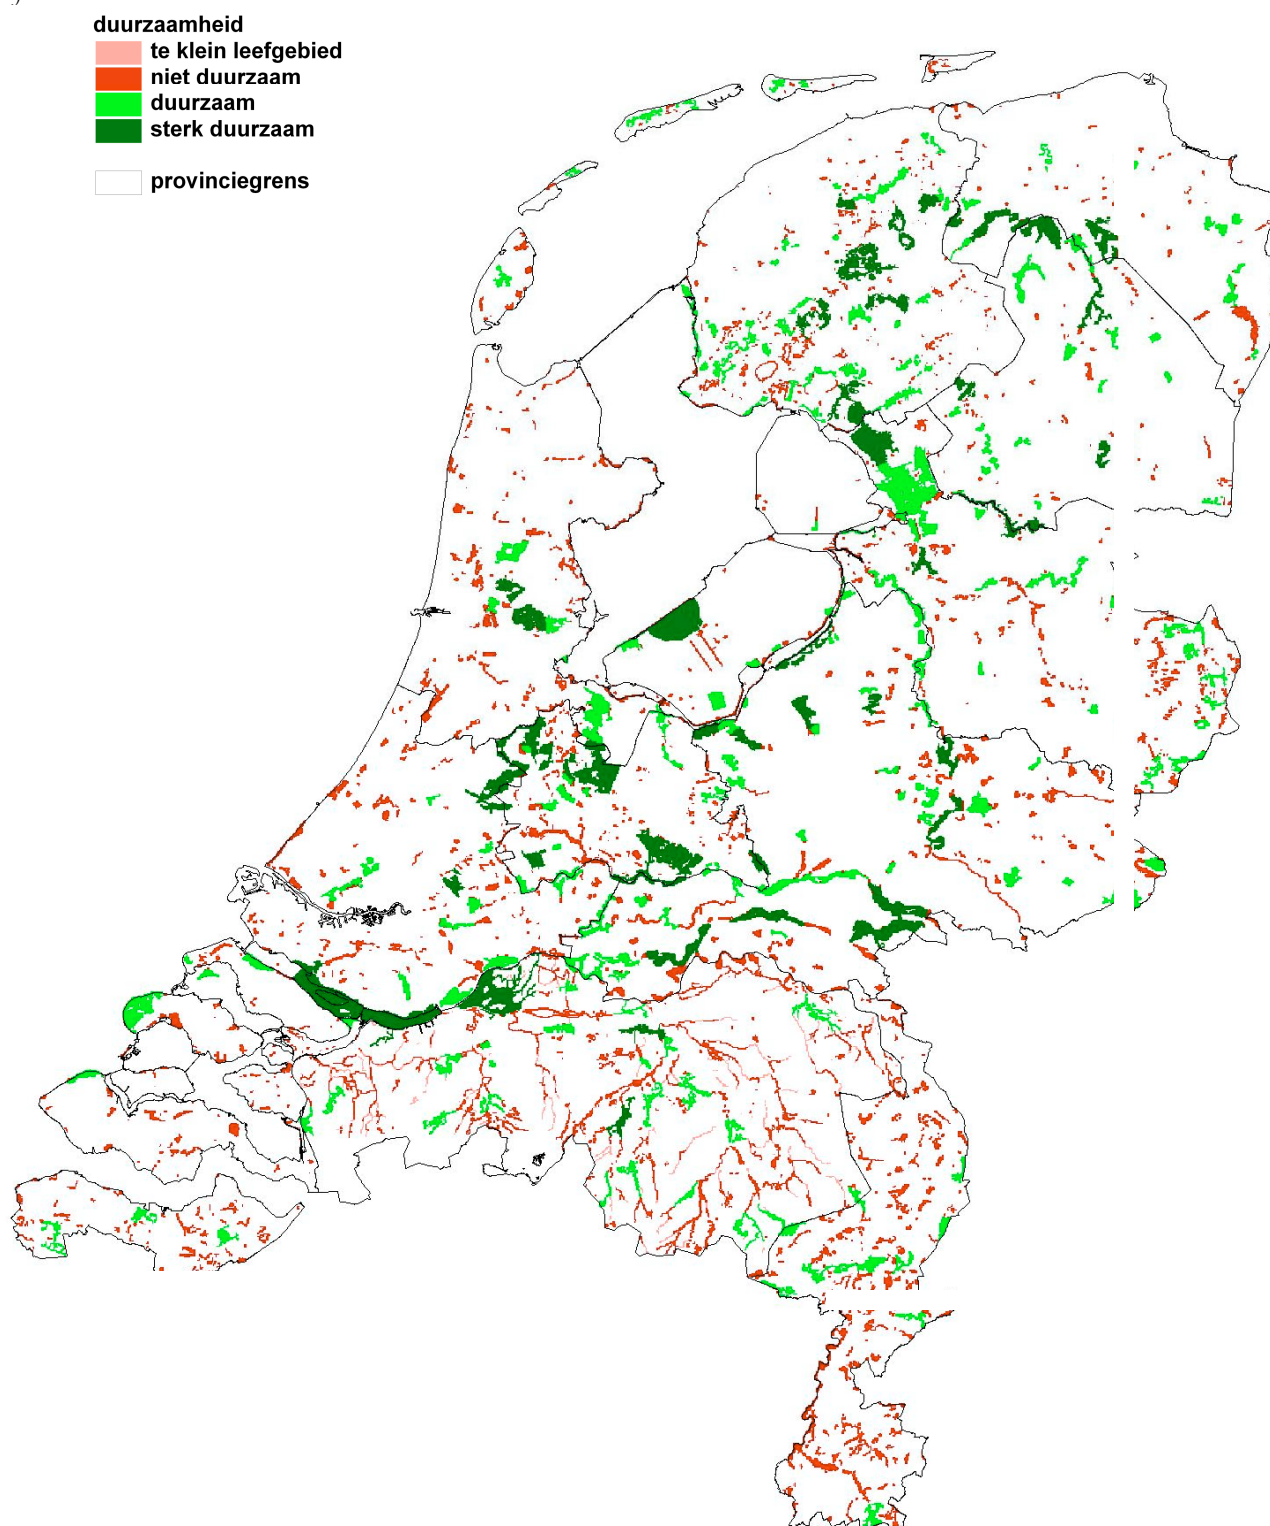 duurzaamheid
te klein leefgebied
niet duurzaam
duurzaam
sterk duurzaam
provinciegrens